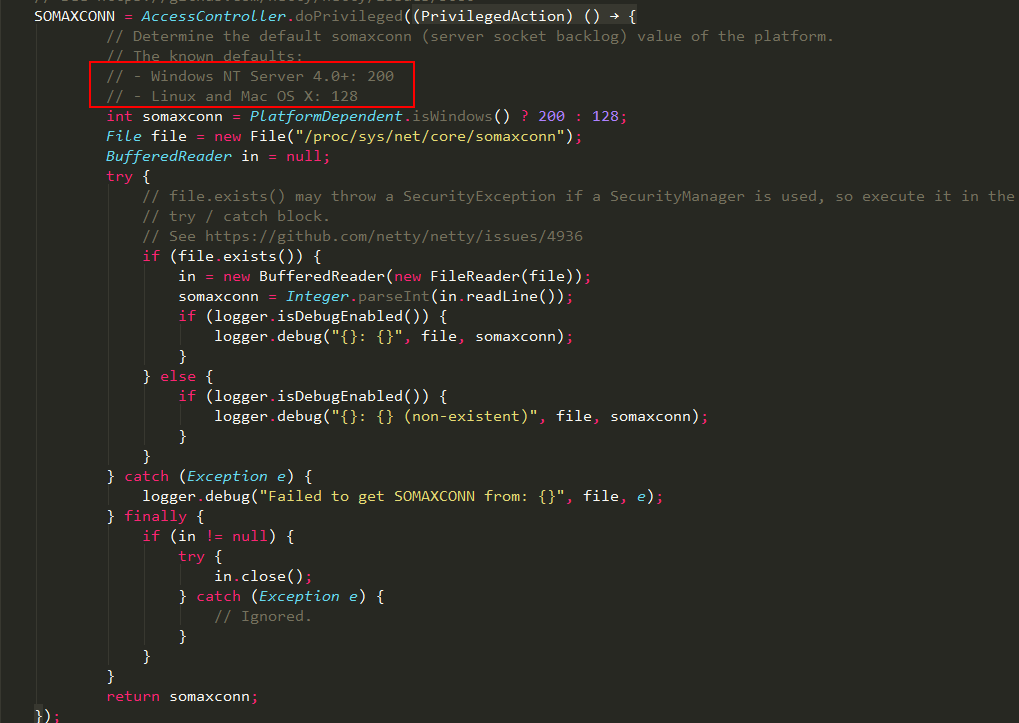 SOMAXCONN = AccessController.doPrivileged((PrivilegedAction) () → {
// Determine the default somaxconn (server socket backlog) value of the platform.
// The known defaults:
// - Windows NT Server 4.0+: 200
// - Linux and Mac OS X: 128
int somaxconn = PlatformDependent.isWindows() ? 200 : 128;
File file = new File("/proc/sys/net/core/somaxconn");
BufferedReader in = null;
try {
// file.exists() may throw a SecurityException if a SecurityManager is used, so execute it in the
// try / catch block.
// See https://github.com/netty/netty/issues/4936
if (file.exists()) {
in = new BufferedReader(new FileReader(file));
somaxconn = Integer.parseInt(in.readLine());
if (logger.isDebugEnabled()) {
logger.debug("{}: {}", file, somaxconn);
}
} else {
if (logger.isDebugEnabled()) {
logger.debug("{}: {} (non-existent)", file, somaxconn);
}
}
} catch (Exception e) {
logger.debug("Failed to get SOMAXCONN from: {}", file, e);
} finally {
if (in != null) {
try {
in.close();
} catch (Exception e) {
// Ignored.
}
}
}
return somaxconn;
});